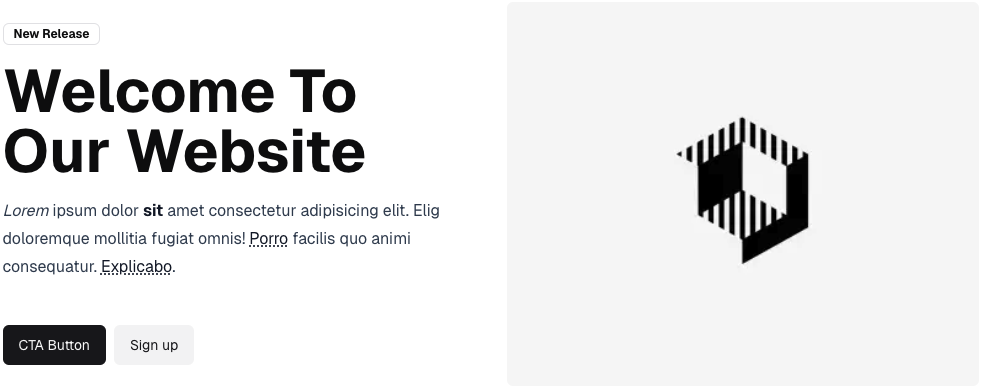 New Release
Welcome To
Our Website
Lorem ipsum dolor sit amet consectetur adipisicing elit. Elig
doloremque mollitia fugiat omnis! Porro facilis quo animi
consequatur. Explicabo.
CTA Button
Sign up